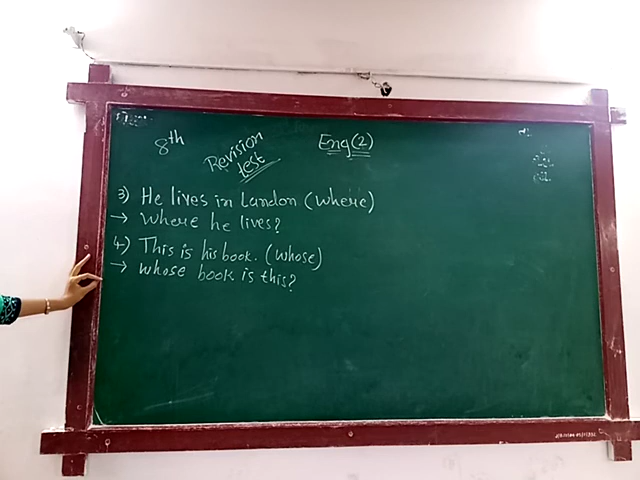 8th
Revision
test
Eng(2)
3) He lives in Landon (where)
→ Where he lives?
4) This is his book. (whose)
→ whose book is this?